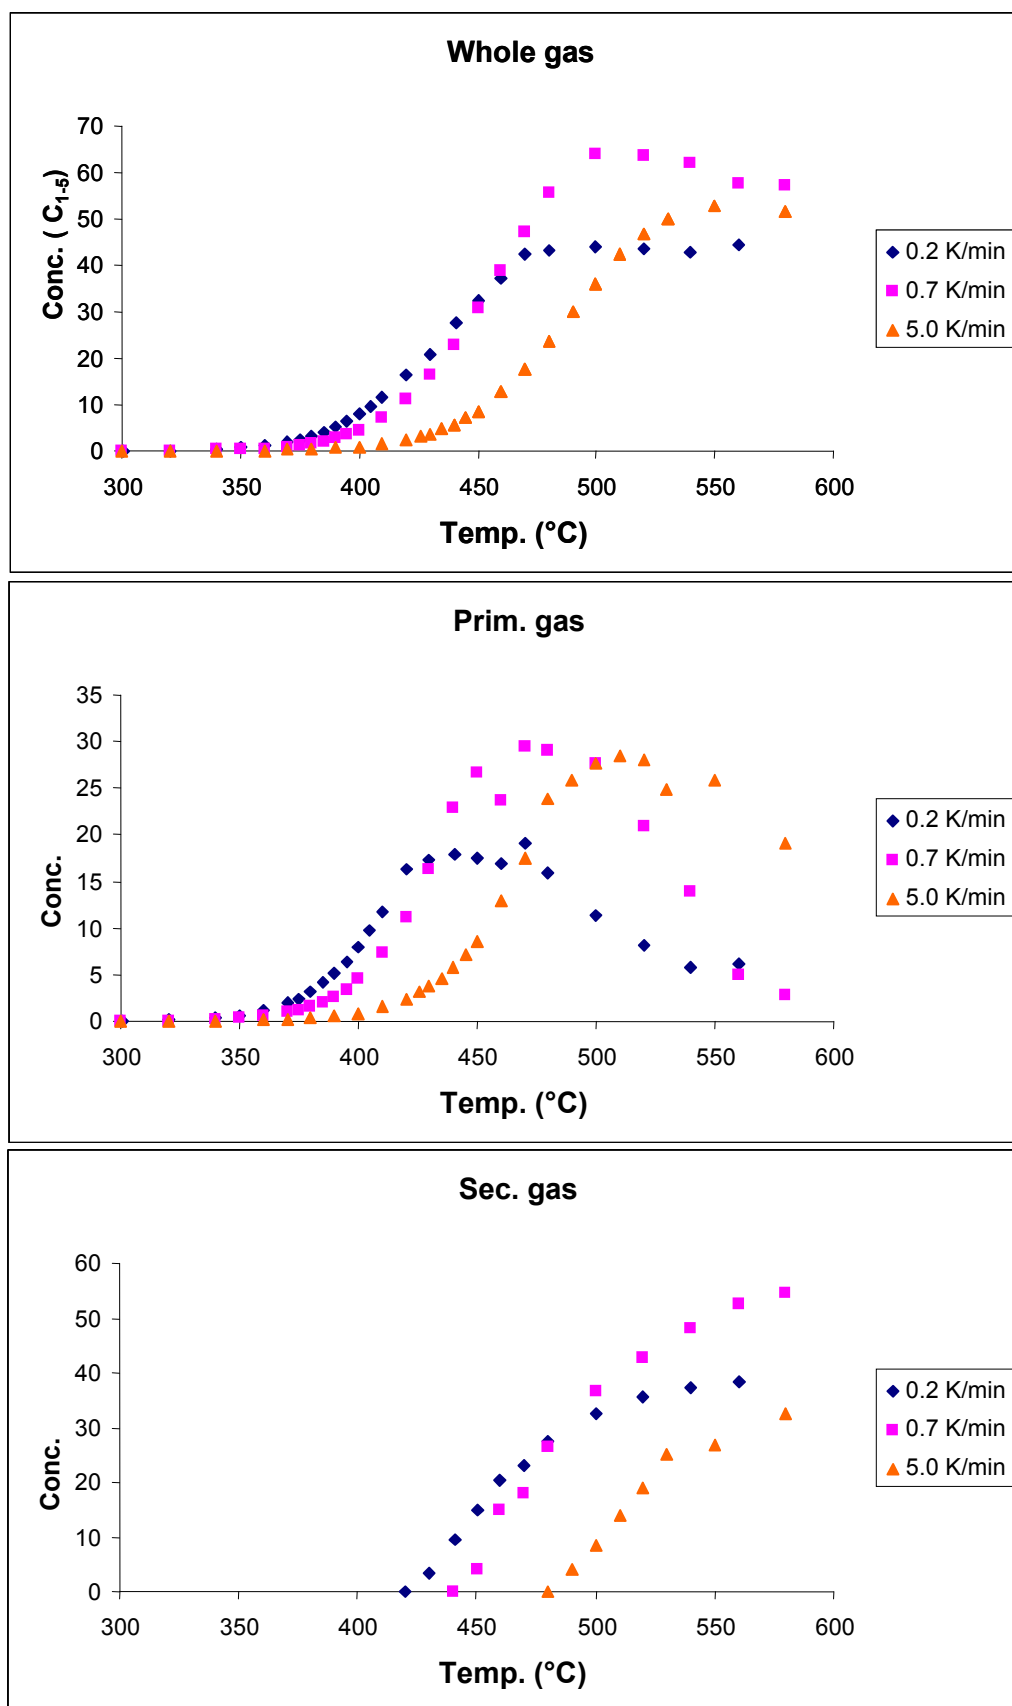 Whole gas
70
60
50
40
30
20
10
0
Conc. ( C1-5)
300 350 400 450 500 550 600
Temp. (°C)
0.2 K/min
0.7 K/min
5.0 K/min
Prim. gas
35
30
25
20
15
10
5
0
Conc.
300 350 400 450 500 550 600
Temp. (°C)
0.2 K/min
0.7 K/min
5.0 K/min
Sec. gas
60
50
40
30
20
10
0
Conc.
300 350 400 450 500 550 600
Temp. (°C)
0.2 K/min
0.7 K/min
5.0 K/min